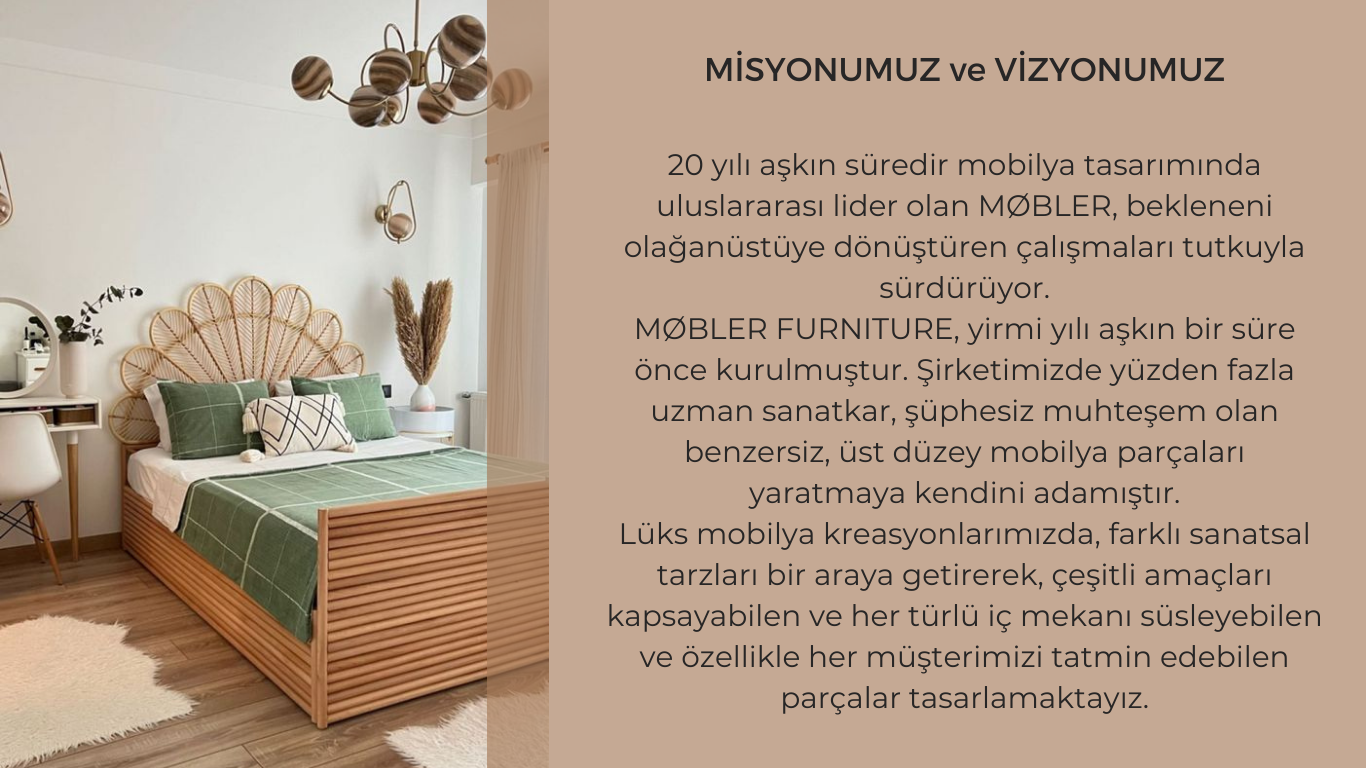 MİSYONUMUZ ve VİZYONUMUZ
20 yılı aşkın süredir mobilya tasarımında
uluslararası lider olan MØBLER, bekleneni
olağanüstüye dönüştüren çalışmaları tutkuyla
sürdürüyor.
MØBLER FURNITURE, yirmi yılı aşkın bir süre
önce kurulmuştur. Şirketimizde yüzden fazla
uzman sanatkar, şüphesiz muhteşem olan
benzersiz, üst düzey mobilya parçaları
yaratmaya kendini adamıştır.
Lüks mobilya kreasyonlarımızda, farklı sanatsal
tarzları bir araya getirerek, çeşitli amaçları
kapsayabilen ve her türlü iç mekanı süsleyebilen
ve özellikle her müşterimizi tatmin edebilen
parçalar tasarlamaktayız.